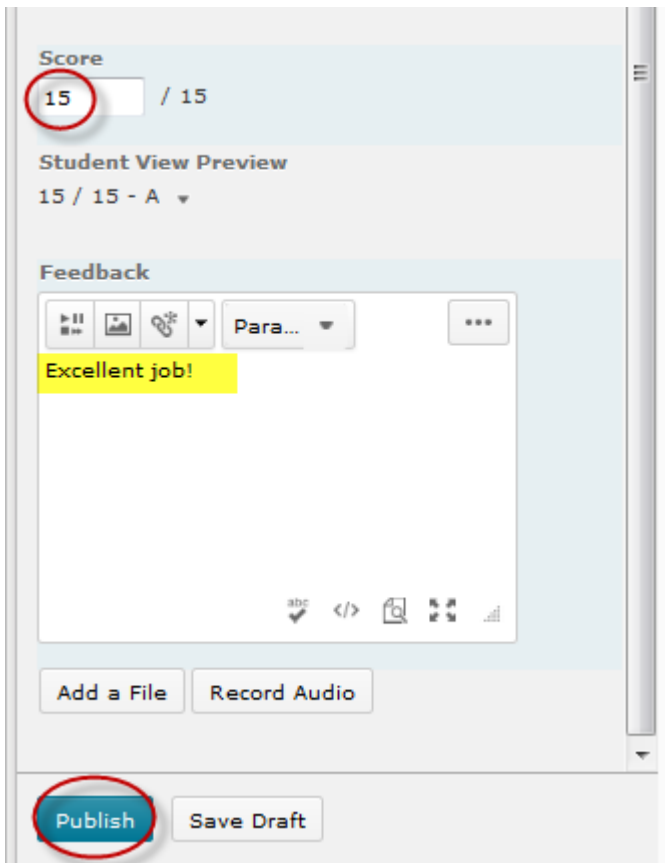 Score
15 / 15
Student View Preview
15 / 15 - A
Feedback
Para...
Excellent job!
abc
</>
Add a File Record Audio
Publish Save Draft